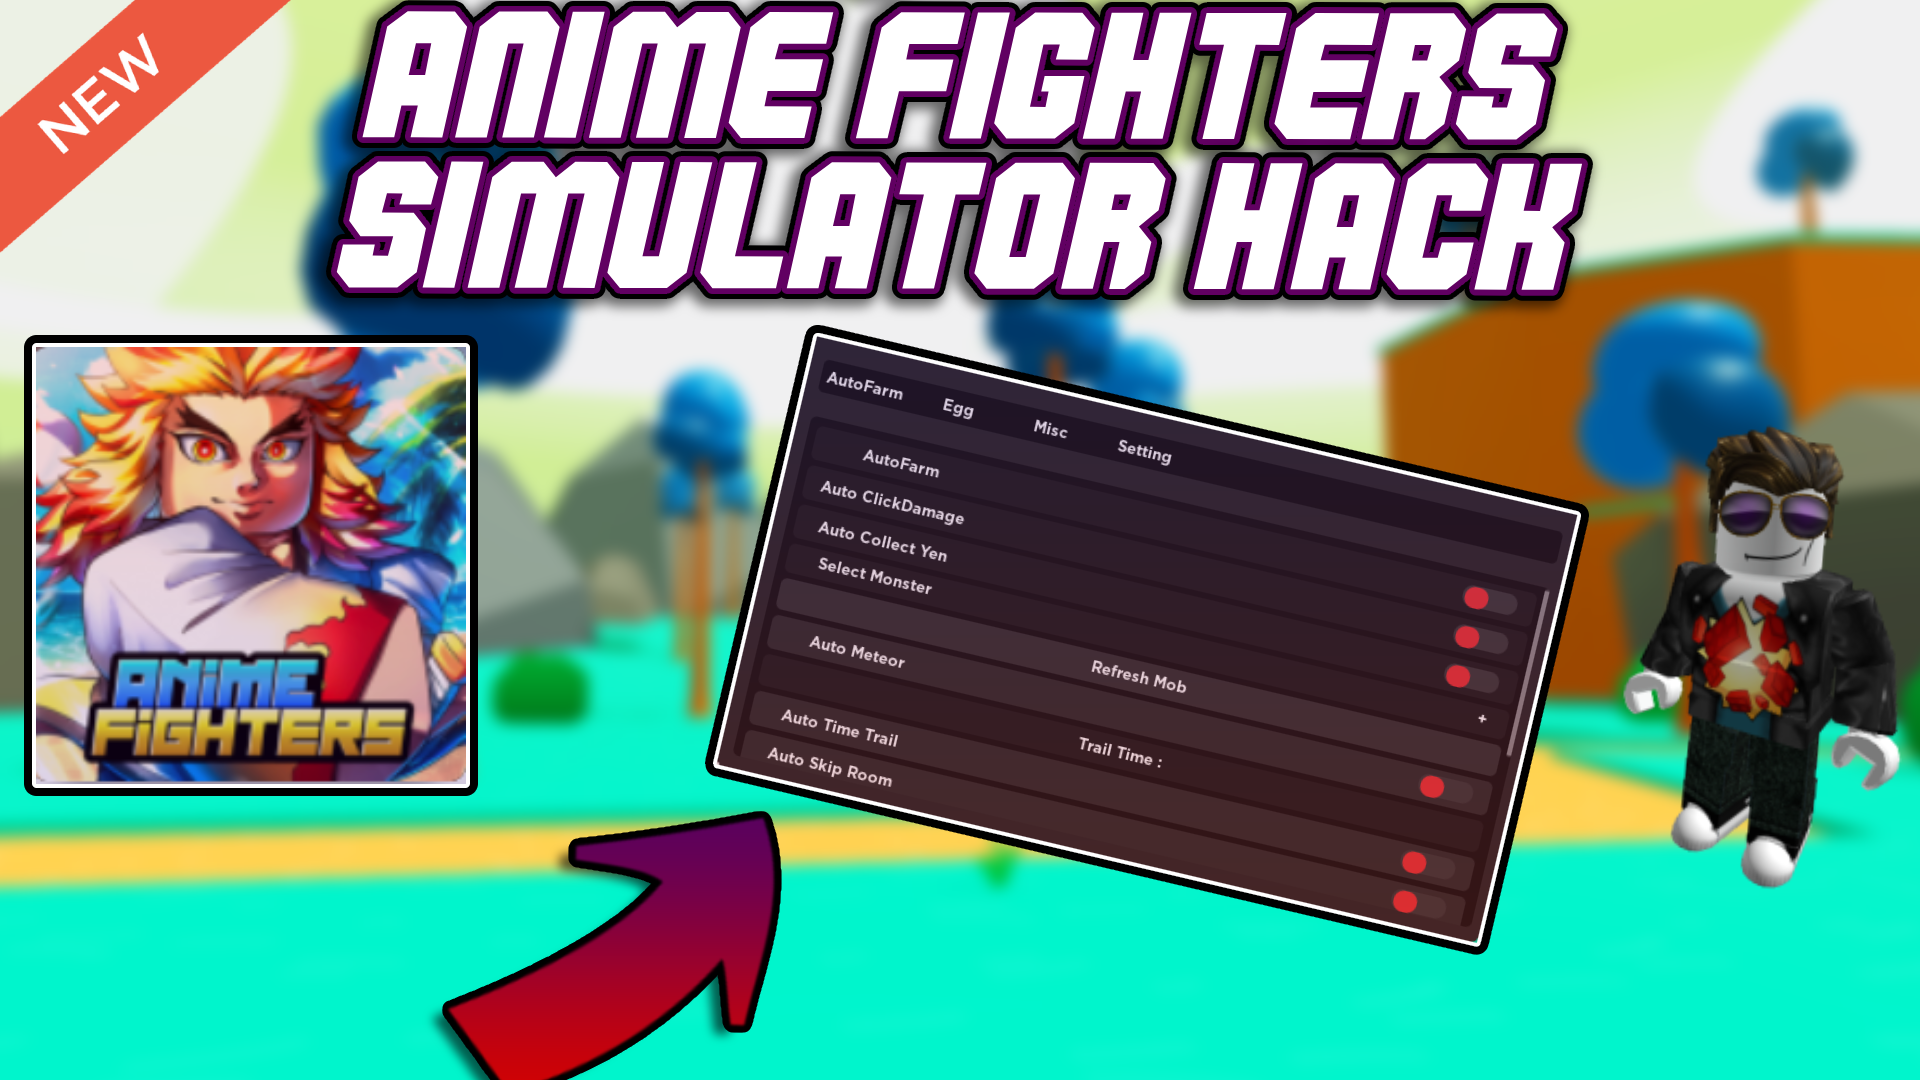 NEW
ANIME FIGHTERS
SIMULATOR HACK
ANIME
FIGHTERS
AutoFarm Egg Misc Setting
AutoFarm
Auto ClickDamage
Auto Collect Yen
Select Monster +
Refresh Mob
Auto Meteor
Trail Time :
Auto Time Trail
Auto Skip Room